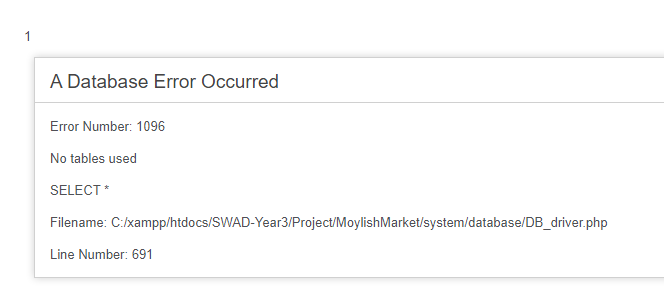 1
A Database Error Occurred
Error Number: 1096
No tables used
SELECT *
Filename: C:/xampp/htdocs/SWAD-Year3/Project/MoylishMarket/system/database/DB_driver.php
Line Number: 691